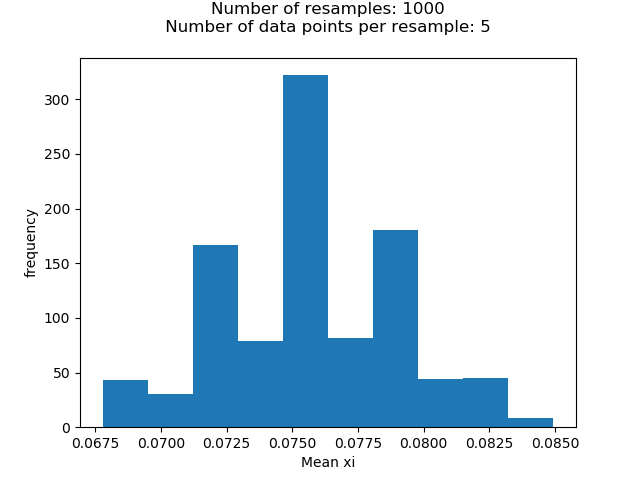 Number of resamples: 1000
Number of data points per resample: 5
300
250
200
150
100
50
0
frequency
0.0675 0.0700 0.0725 0.0750 0.0775 0.0800 0.0825 0.0850
Mean xi